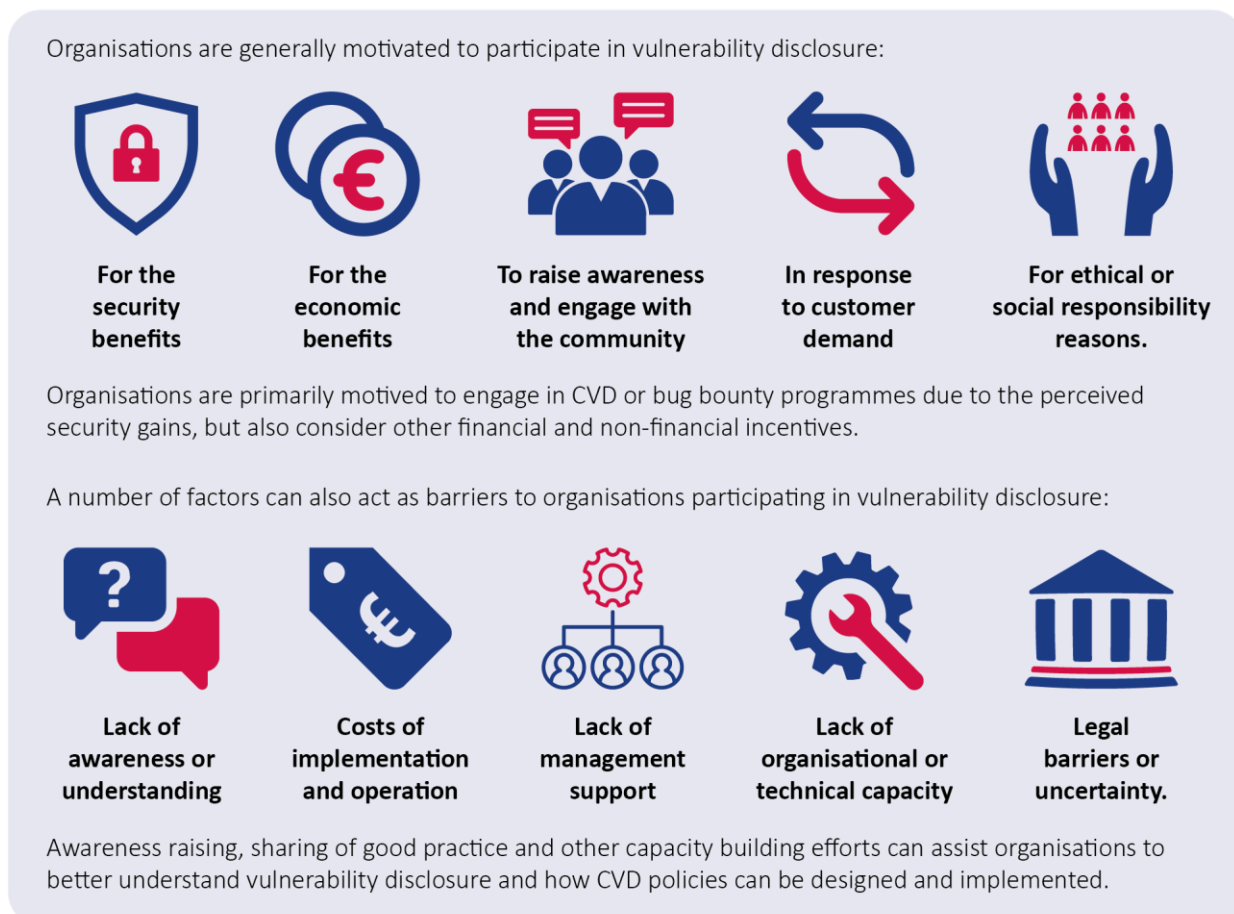 Organisations are generally motivated to participate in vulnerability disclosure:
€
For the
security
benefits
For the
economic
benefits
To raise awareness
and engage with
the community
In response
to customer
demand
For ethical or
social responsibility
reasons.
Organisations are primarily motived to engage in CVD or bug bounty programmes due to the perceived
security gains, but also consider other financial and non-financial incentives.
A number of factors can also act as barriers to organisations participating in vulnerability disclosure:
?
€
Lack of
awareness or
understanding
Costs of
implementation
and operation
Lack of
management
support
Lack of
organisational or
technical capacity
Legal
barriers or
uncertainty.
Awareness raising, sharing of good practice and other capacity building efforts can assist organisations to
better understand vulnerability disclosure and how CVD policies can be designed and implemented.